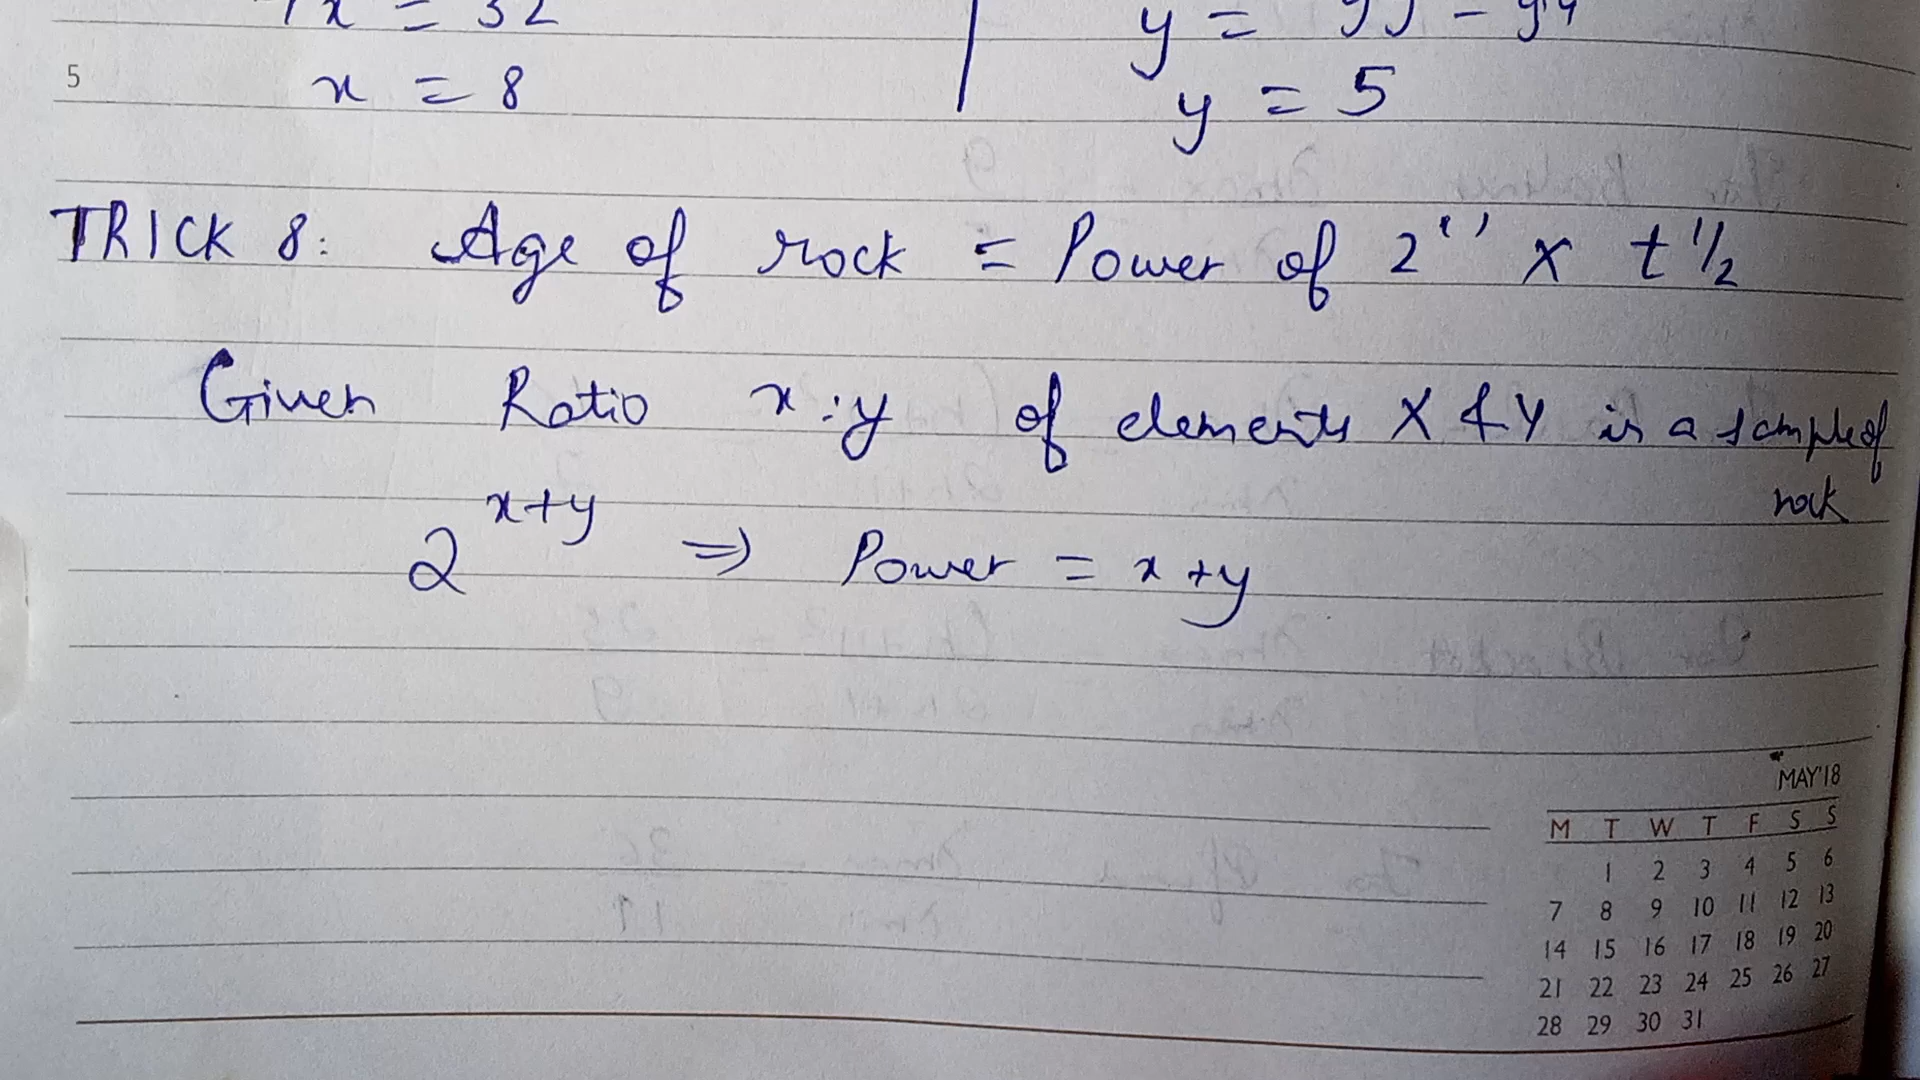 x = 32
y =
5
x = 8
y = 5
TRICK 8: Age of rock = Power of 2'' × t 1/2
Given Ratio x:y of elements X & Y in a sample of
rock
2^(x+y) ⇒ Power = x+y
MAY'18
M T W T F S S
1 2 3 4 5 6
7 8 9 10 11 12 13
14 15 16 17 18 19 20
21 22 23 24 25 26 27
28 29 30 31